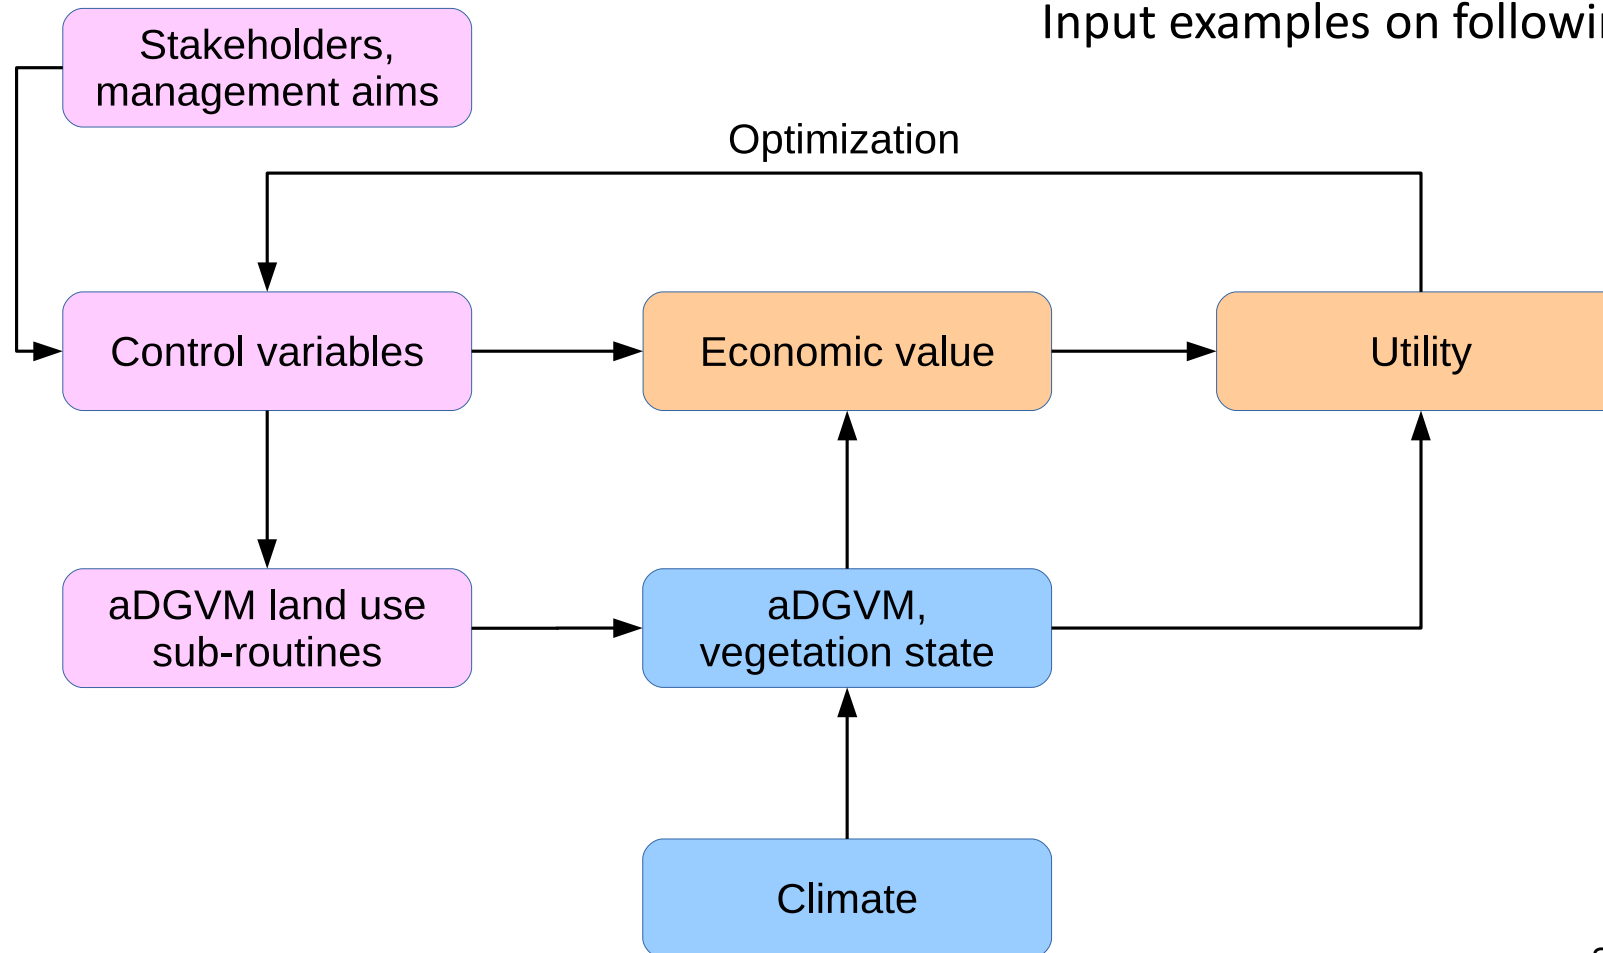 Input examples on
Stakeholders,
management aims
Optimization
Control variables
Economic value
Utility
aDGVM land use
sub-routines
aDGVM,
vegetation state
Climate